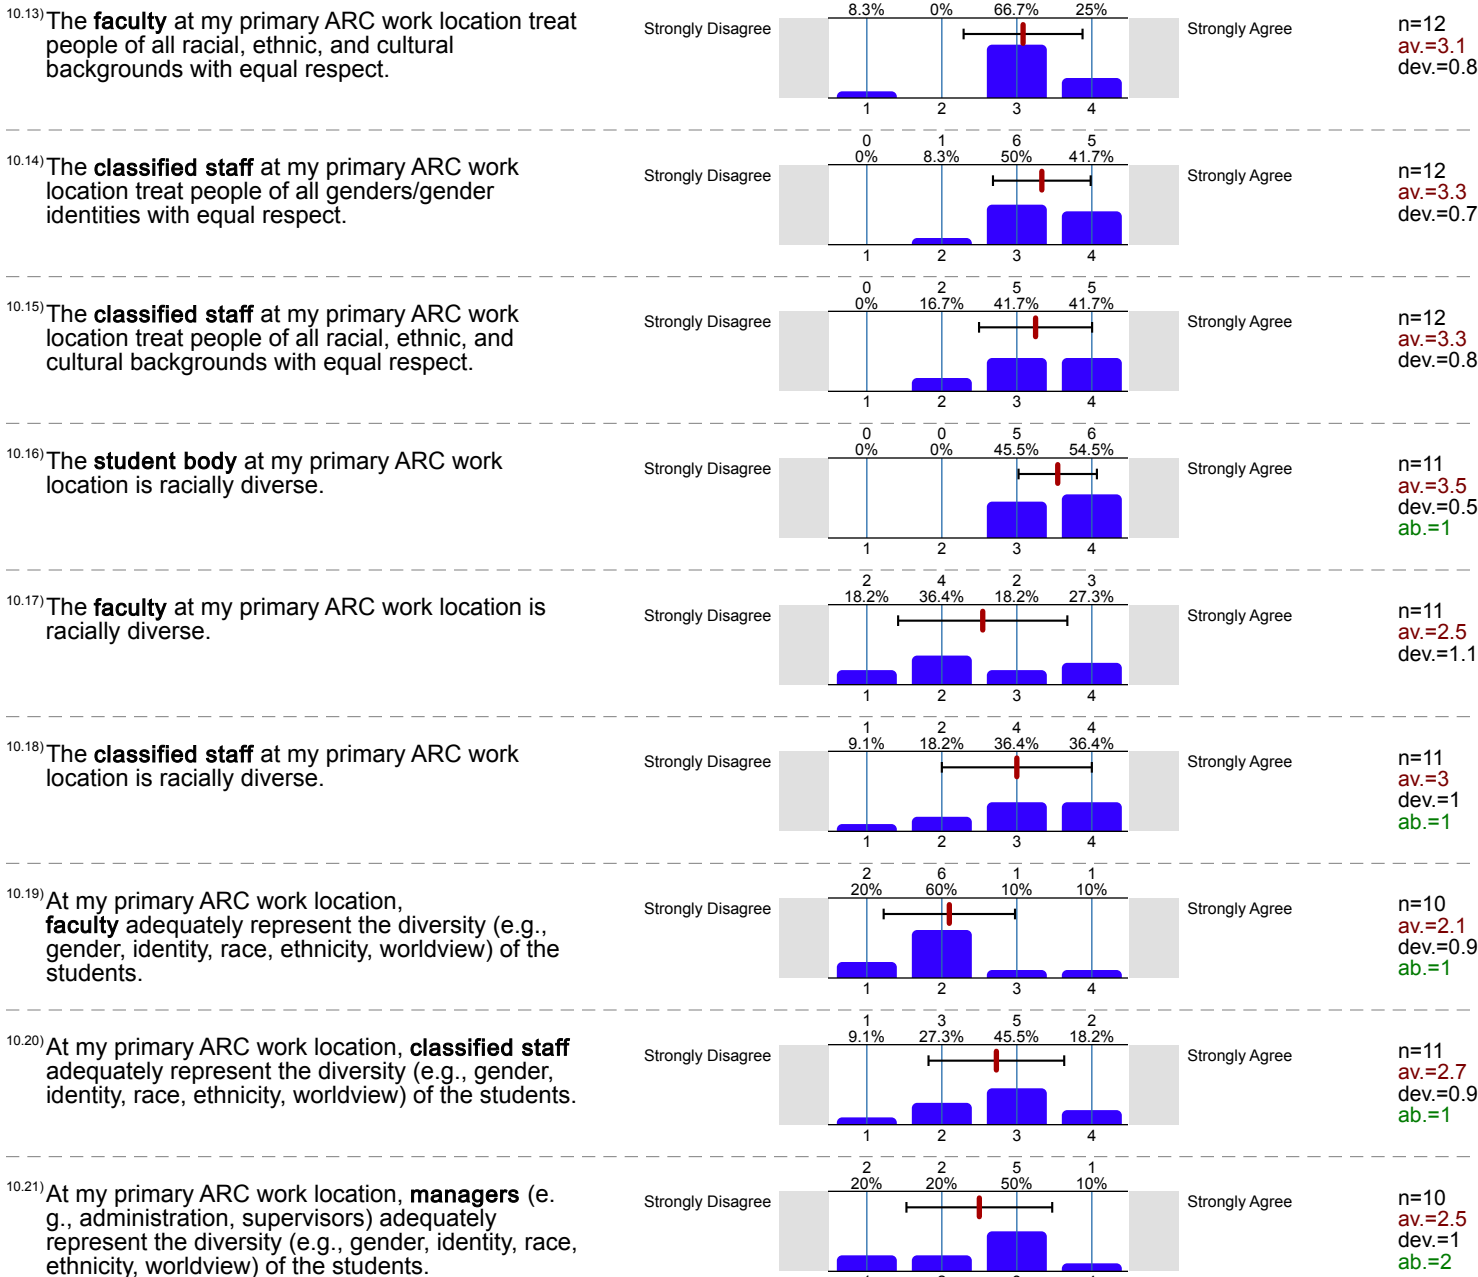 10.13) The faculty at my primary ARC work location treat
people of all racial, ethnic, and cultural
backgrounds with equal respect.
Strongly Disagree
8.3% 0% 66.7% 25%
1 2 3 4
Strongly Agree
n=12
av.=3.1
dev.=0.8
10.14) The classified staff at my primary ARC work
location treat people of all genders/gender
identities with equal respect.
Strongly Disagree
0 1 6 5
0% 8.3% 50% 41.7%
1 2 3 4
Strongly Agree
n=12
av.=3.3
dev.=0.7
10.15) The classified staff at my primary ARC work
location treat people of all racial, ethnic, and
cultural backgrounds with equal respect.
Strongly Disagree
0 2 5 5
0% 16.7% 41.7% 41.7%
1 2 3 4
Strongly Agree
n=12
av.=3.3
dev.=0.8
10.16) The student body at my primary ARC work
location is racially diverse.
Strongly Disagree
0 0 5 6
0% 0% 45.5% 54.5%
1 2 3 4
Strongly Agree
n=11
av.=3.5
dev.=0.5
ab.=1
10.17) The faculty at my primary ARC work location is
racially diverse.
Strongly Disagree
2 4 2 3
18.2% 36.4% 18.2% 27.3%
1 2 3 4
Strongly Agree
n=11
av.=2.5
dev.=1.1
10.18) The classified staff at my primary ARC work
location is racially diverse.
Strongly Disagree
1 2 4 4
9.1% 18.2% 36.4% 36.4%
1 2 3 4
Strongly Agree
n=11
av.=3
dev.=1
ab.=1
10.19) At my primary ARC work location,
faculty adequately represent the diversity (e.g.,
gender, identity, race, ethnicity, worldview) of the
students.
Strongly Disagree
2 6 1 1
20% 60% 10% 10%
1 2 3 4
Strongly Agree
n=10
av.=2.1
dev.=0.9
ab.=1
10.20) At my primary ARC work location, classified staff
adequately represent the diversity (e.g., gender,
identity, race, ethnicity, worldview) of the students.
Strongly Disagree
1 3 5 2
9.1% 27.3% 45.5% 18.2%
1 2 3 4
Strongly Agree
n=11
av.=2.7
dev.=0.9
ab.=1
10.21) At my primary ARC work location, managers (e.
g., administration, supervisors) adequately
represent the diversity (e.g., gender, identity, race,
ethnicity, worldview) of the students.
Strongly Disagree
2 2 5 1
20% 20% 50% 10%
Strongly Agree
n=10
av.=2.5
dev.=1
ab.=2